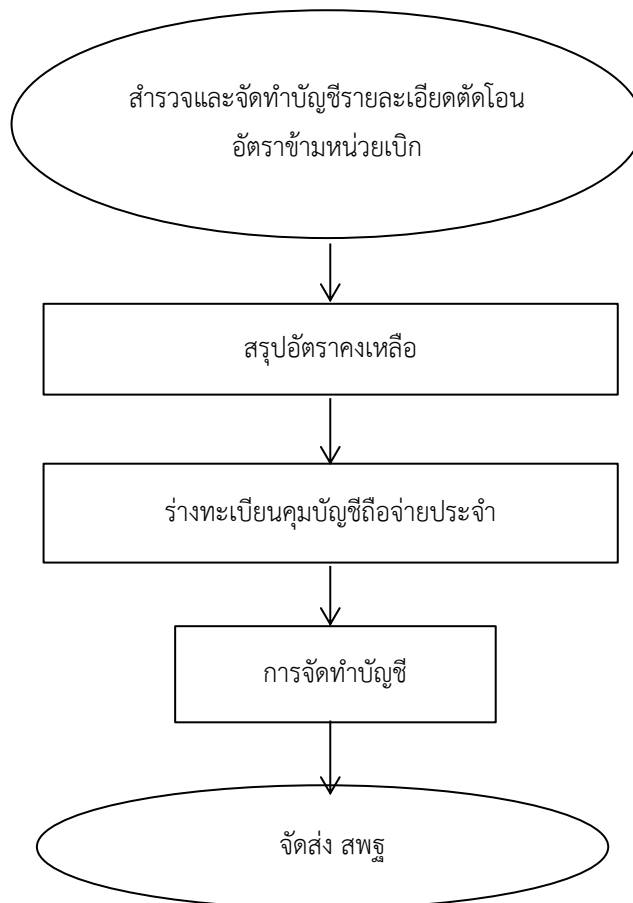 สำรวจและจัดทำบัญชีรายละเอียดตัดโอน
อัตราข้ามหน่วยเบิก
สรุปอัตราคงเหลือ
ร่างทะเบียนคุมบัญชีถือจ่ายประจำ
การจัดทำบัญชี
จัดส่ง สพฐ